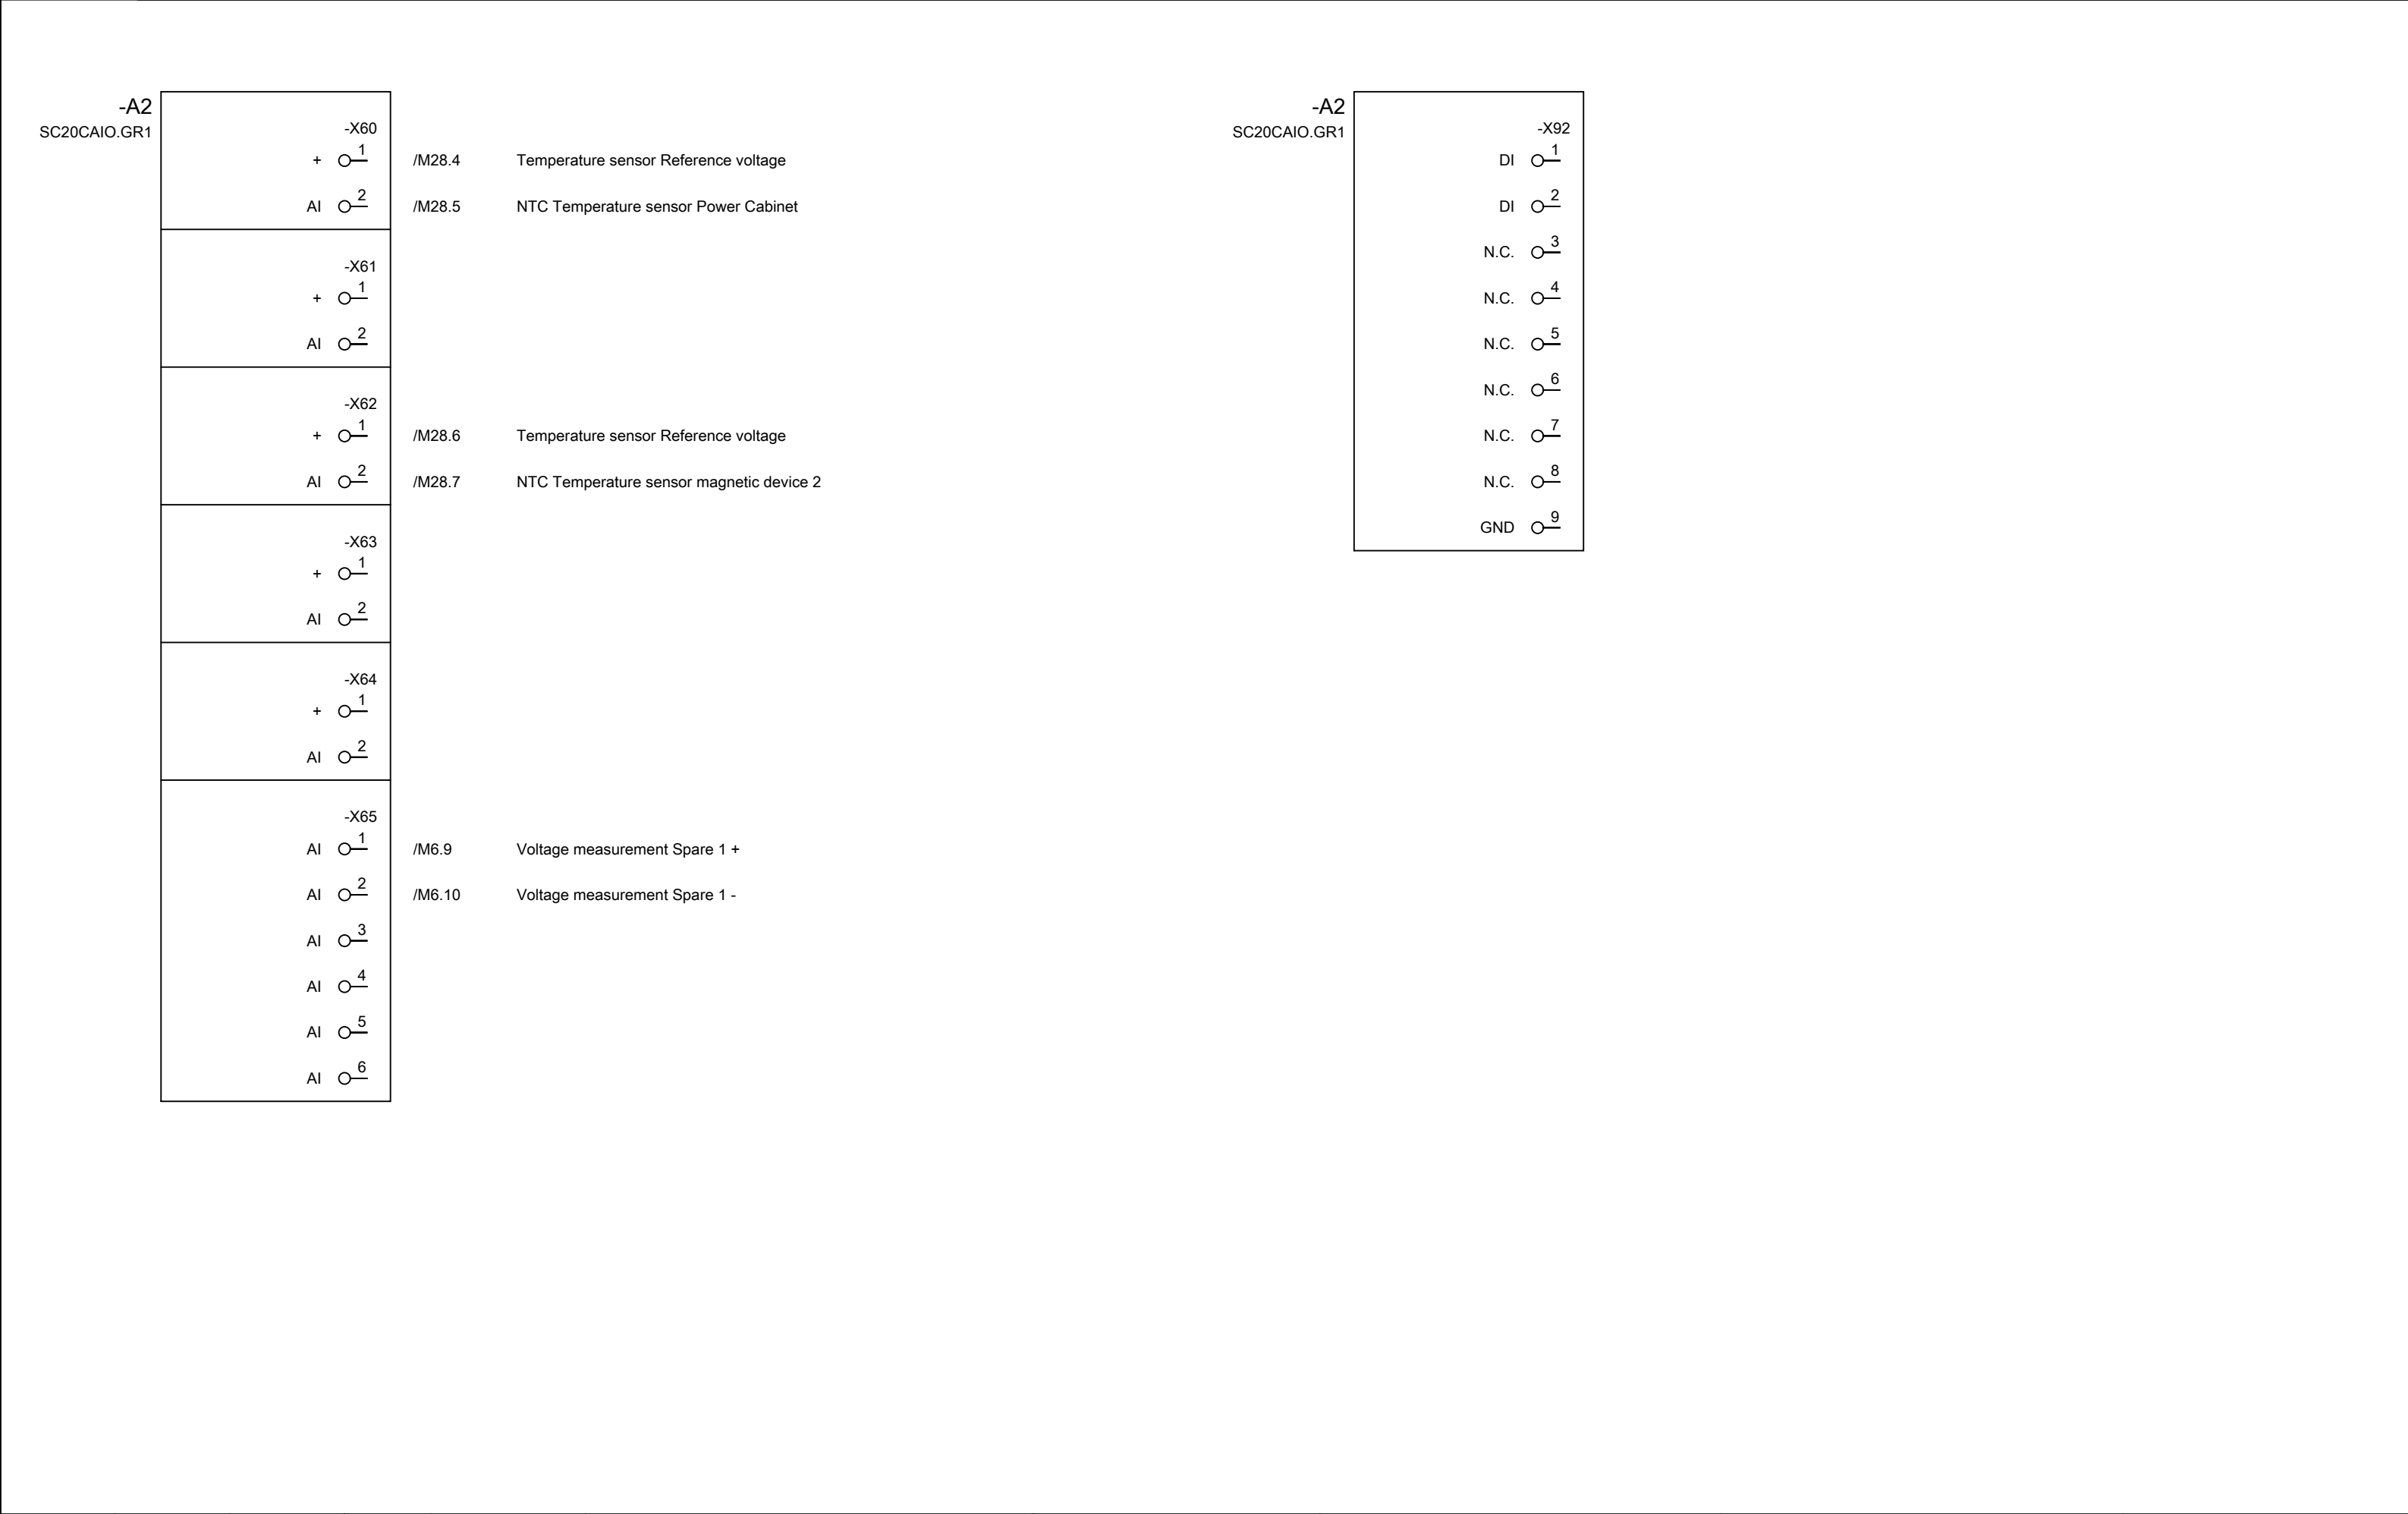 -A2
SC20CAIO.GR1
-X60
+ 1 /M28.4 Temperature sensor Reference voltage
AI 2 /M28.5 NTC Temperature sensor Power Cabinet
-X61
+ 1
AI 2
-X62
+ 1 /M28.6 Temperature sensor Reference voltage
AI 2 /M28.7 NTC Temperature sensor magnetic device 2
-X63
+ 1
AI 2
-X64
+ 1
AI 2
-X65
AI 1 /M6.9 Voltage measurement Spare 1 +
AI 2 /M6.10 Voltage measurement Spare 1 -
AI 3
AI 4
AI 5
AI 6
-A2
SC20CAIO.GR1
-X92
DI 1
DI 2
N.C. 3
N.C. 4
N.C. 5
N.C. 6
N.C. 7
N.C. 8
GND 9